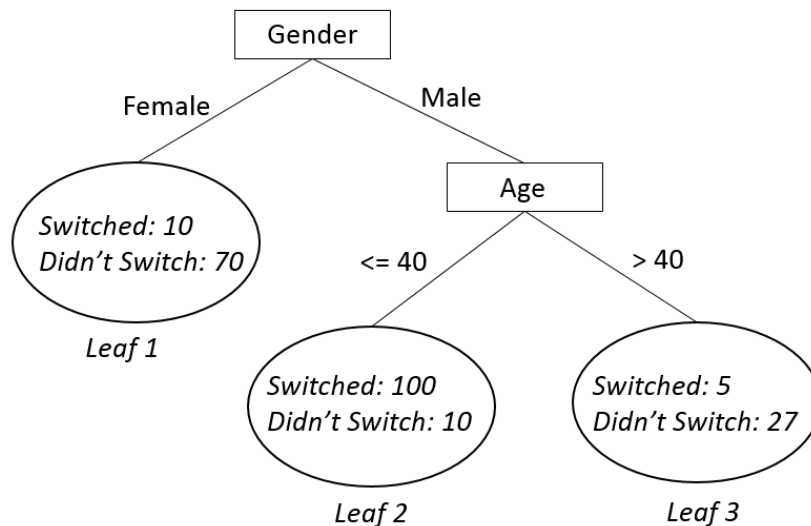 Gender
Female
Male
Age
Switched: 10
Didn’t Switch: 70
Leaf 1
<= 40
> 40
Switched: 100
Didn’t Switch: 10
Leaf 2
Switched: 5
Didn’t Switch: 27
Leaf 3